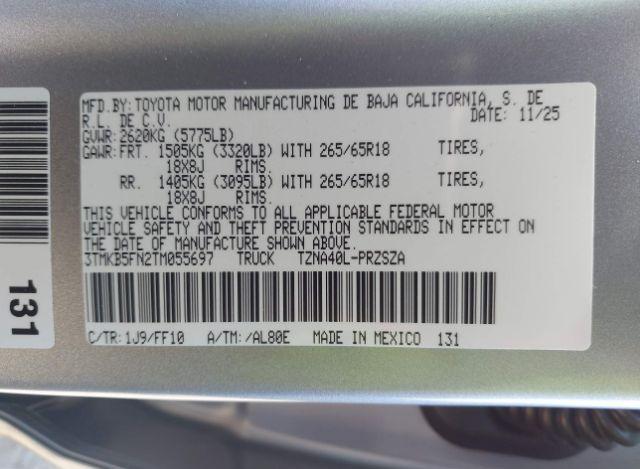 MFD.BY:TOYOTA MOTOR MANUFACTURING DE BAJA CALIFORNIA, S. DE
R.L. DE C.V. DATE: 11/25
GVWR:2620KG (5775LB)
GAWR:FRT. 1505KG (3320LB) WITH 265/65R18 TIRES,
18X8J RIMS.
RR. 1405KG (3095LB) WITH 265/65R18 TIRES,
18X8J RIMS.
THIS VEHICLE CONFORMS TO ALL APPLICABLE FEDERAL MOTOR
VEHICLE SAFETY AND THEFT PREVENTION STANDARDS IN EFFECT ON
THE DATE OF MANUFACTURE SHOWN ABOVE.
3TMKB5FN2TM055697 TRUCK TZNA40L-PRZSZA
C/TR:1J9/FF10 A/TM:/AL80E MADE IN MEXICO 131
131